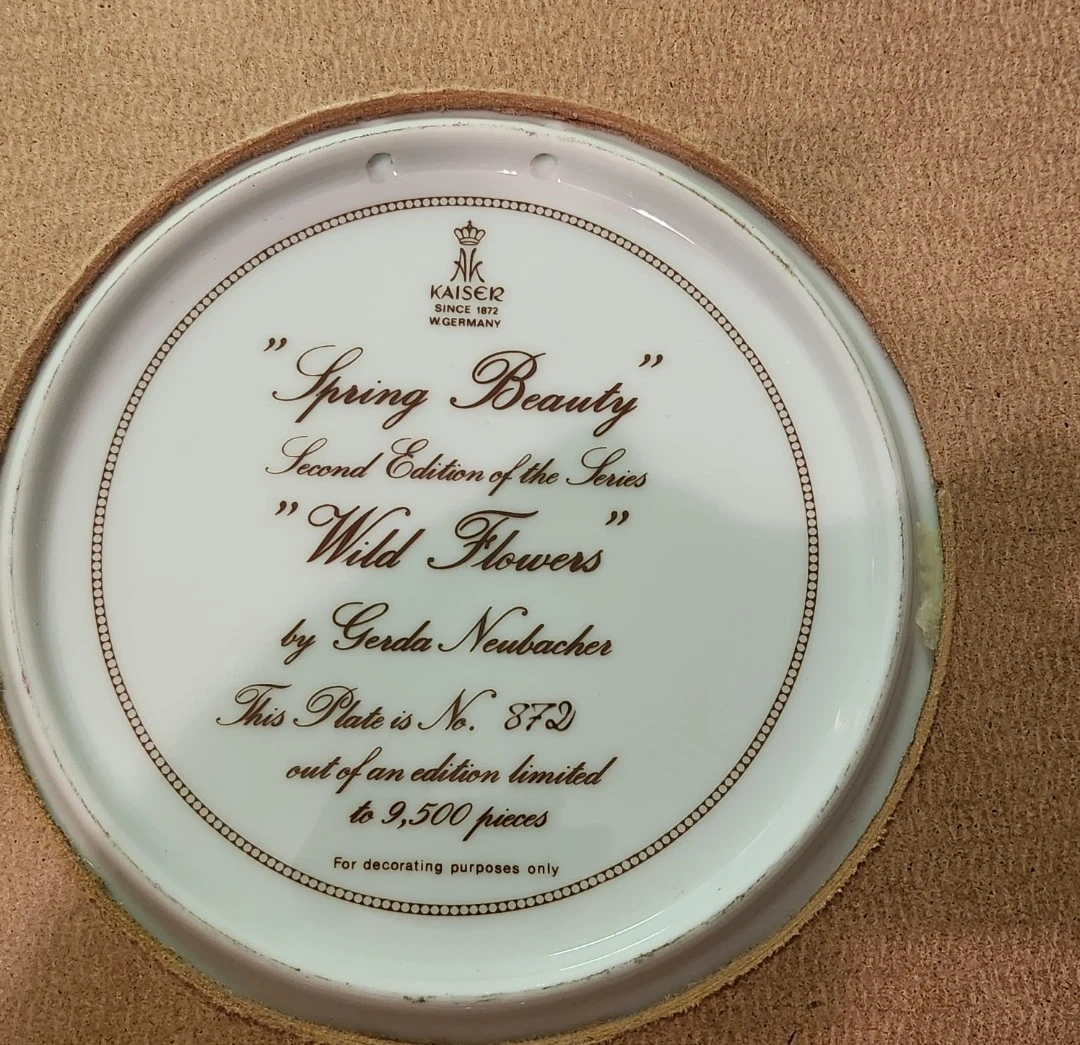 AK
KAISER
SINCE 1872
W.GERMANY
"Spring Beauty"
Second Edition of the Series
"Wild Flowers"
by Gerda Neubacher
This Plate is No. 872
out of an edition limited
to 9,500 pieces
For decorating purposes only